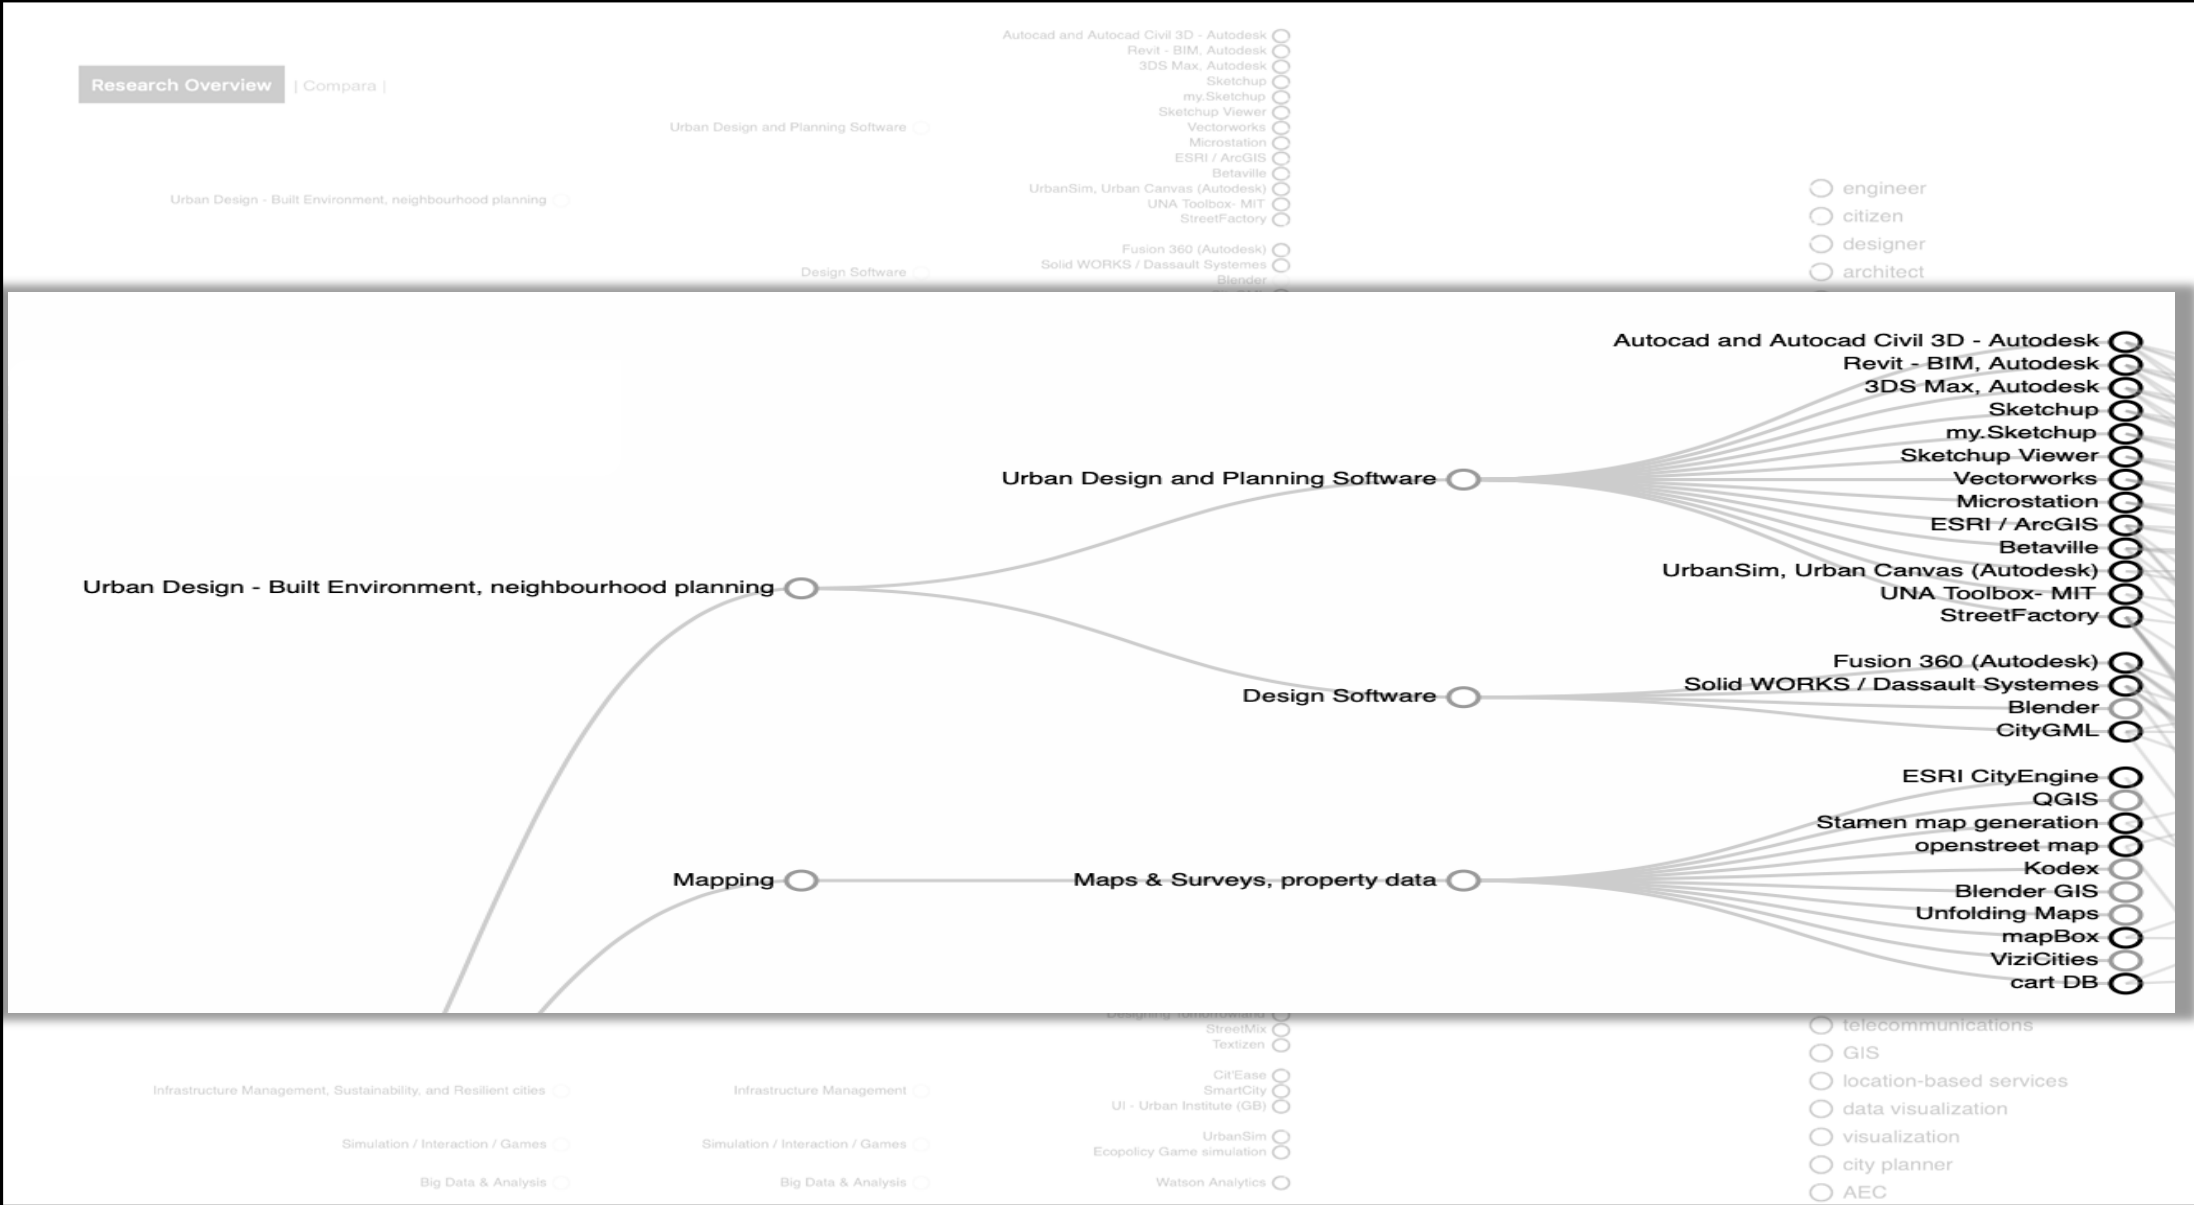 Research Overview | Compara |
Autocad and Autocad Civil 3D - Autodesk
Revit - BIM, Autodesk
3DS Max, Autodesk
Sketchup
my.Sketchup
Sketchup Viewer
Urban Design and Planning Software
Vectorworks
Microstation
ESRI / ArcGIS
Betaville
UrbanSim, Urban Canvas (Autodesk)
UNA Toolbox- MIT
StreetFactory
Urban Design - Built Environment, neighbourhood planning
Fusion 360 (Autodesk)
Solid WORKS / Dassault Systemes
Design Software
Blender
engineer
citizen
designer
architect
Autocad and Autocad Civil 3D - Autodesk
Revit - BIM, Autodesk
3DS Max, Autodesk
Sketchup
my.Sketchup
Sketchup Viewer
Urban Design and Planning Software
Vectorworks
Microstation
ESRI / ArcGIS
Betaville
UrbanSim, Urban Canvas (Autodesk)
Urban Design - Built Environment, neighbourhood planning
UNA Toolbox- MIT
StreetFactory
Fusion 360 (Autodesk)
Solid WORKS / Dassault Systemes
Design Software
Blender
CityGML
ESRI CityEngine
QGIS
Stamen map generation
openstreet map
Kodex
Mapping
Maps & Surveys, property data
Blender GIS
Unfolding Maps
mapBox
ViziCities
cart DB
Designing Tomorrowland
StreetMix
Textizen
Cit'Ease
Infrastructure Management, Sustainability, and Resilient cities
Infrastructure Management
SmartCity
UI - Urban Institute (GB)
UrbanSim
Simulation / Interaction / Games
Simulation / Interaction / Games
Ecopolicy Game simulation
Big Data & Analysis
Big Data & Analysis
Watson Analytics
telecommunications
GIS
location-based services
data visualization
visualization
city planner
AEC